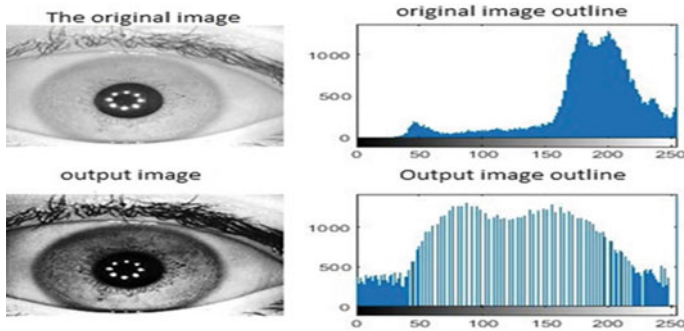 The original image
original image outline
1000
500
0
0 50 100 150 200 250
output image
Output image outline
1000
500
0
0 50 100 150 200 250